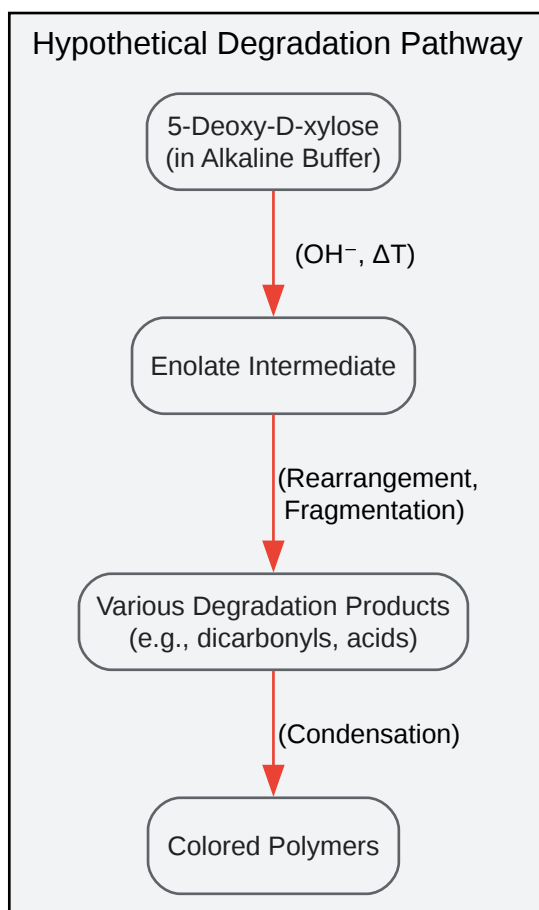 Hypothetical Degradation Pathway
5-Deoxy-D-xylose
(in Alkaline Buffer)
(OH⁻, ΔT)
Enolate Intermediate
(Rearrangement,
Fragmentation)
Various Degradation Products
(e.g., dicarbonyls, acids)
(Condensation)
Colored Polymers